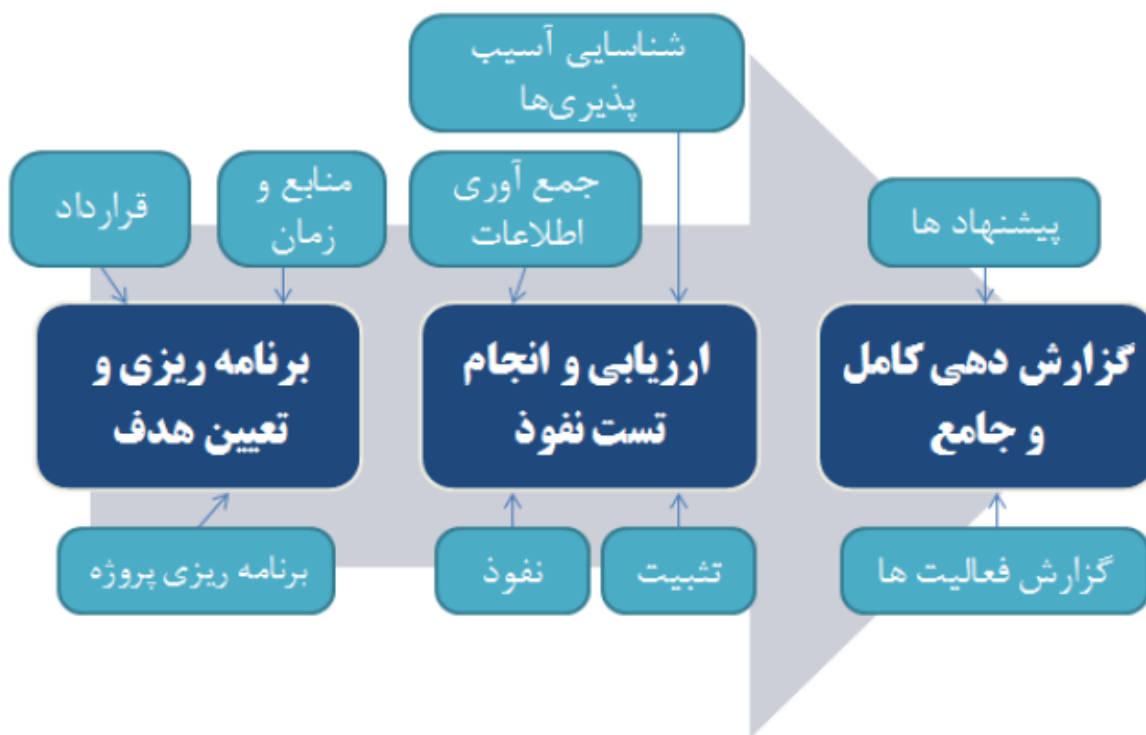 شناسایی آسیب
پذیری‌ها
قرارداد
منابع و
زمان
جمع آوری
اطلاعات
پیشنهاد ها
برنامه ریزی و
تعیین هدف
ارزیابی و انجام
تست نفوذ
گزارش دهی کامل
و جامع
برنامه ریزی پروژه
نفوذ
تثبیت
گزارش فعالیت ها